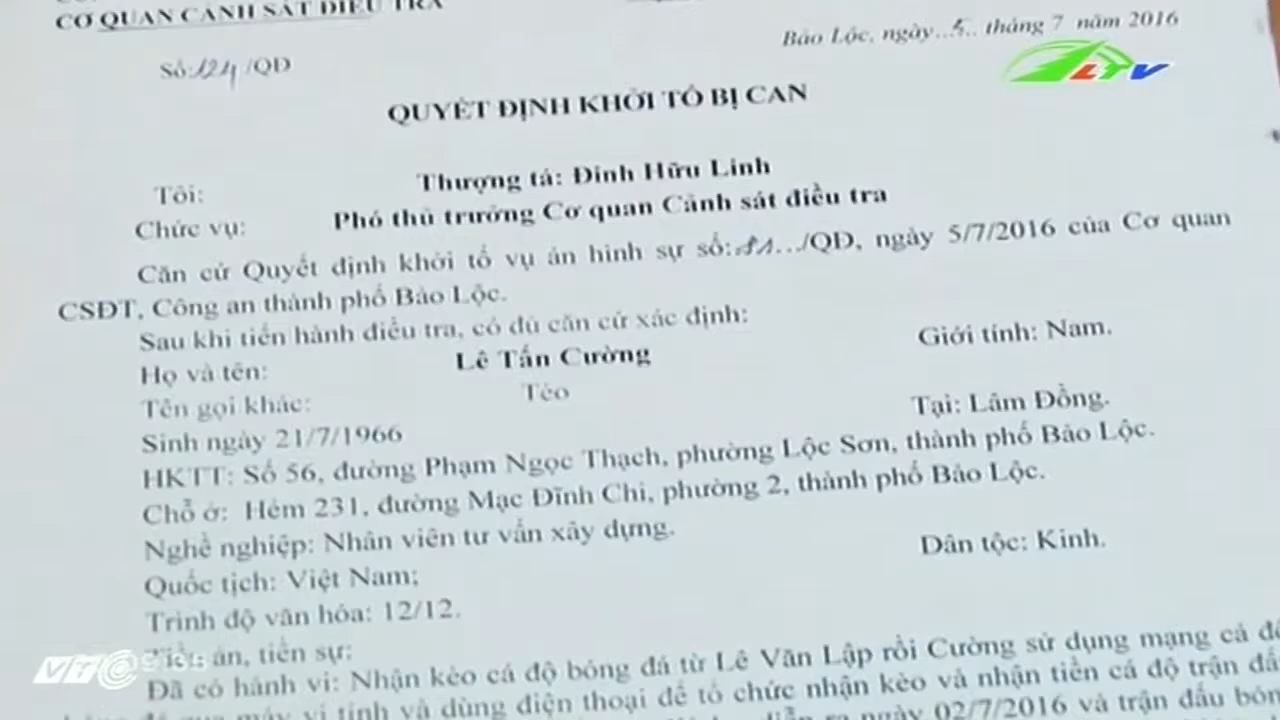 CƠ QUAN CẢNH SÁT ĐIỀU TRA
Bảo Lộc, ngày...5.. tháng 7 năm 2016
LTV
Số:124/QĐ
QUYẾT ĐỊNH KHỞI TỐ BỊ CAN
Tôi: Thượng tá: Đinh Hữu Linh
Chức vụ: Phó thủ trưởng Cơ quan Cảnh sát điều tra
Căn cứ Quyết định khởi tố vụ án hình sự số:.../QĐ, ngày 5/7/2016 của Cơ quan
CSĐT, Công an thành phố Bảo Lộc.
Sau khi tiến hành điều tra, có đủ căn cứ xác định:
Họ và tên: Lê Tấn Cường Giới tính: Nam.
Tên gọi khác: Tèo
Sinh ngày 21/7/1966 Tại: Lâm Đồng.
HKTT: Số 56, đường Phạm Ngọc Thạch, phường Lộc Sơn, thành phố Bảo Lộc.
Chỗ ở: Hẻm 231, đường Mạc Đĩnh Chi, phường 2, thành phố Bảo Lộc.
Nghề nghiệp: Nhân viên tư vấn xây dựng.
Quốc tịch: Việt Nam; Dân tộc: Kinh.
Trình độ văn hóa: 12/12.
Tiền án, tiền sự:
VTC
Đã có hành vi: Nhận kèo cá độ bóng đá từ Lê Văn Lập rồi Cường sử dụng mạng cá độ
bóng đá qua máy vi tính và dùng điện thoại để tổ chức nhận kèo và nhận tiền cá độ trận đấu
diễn ra ngày 02/7/2016 và trận đấu bóng